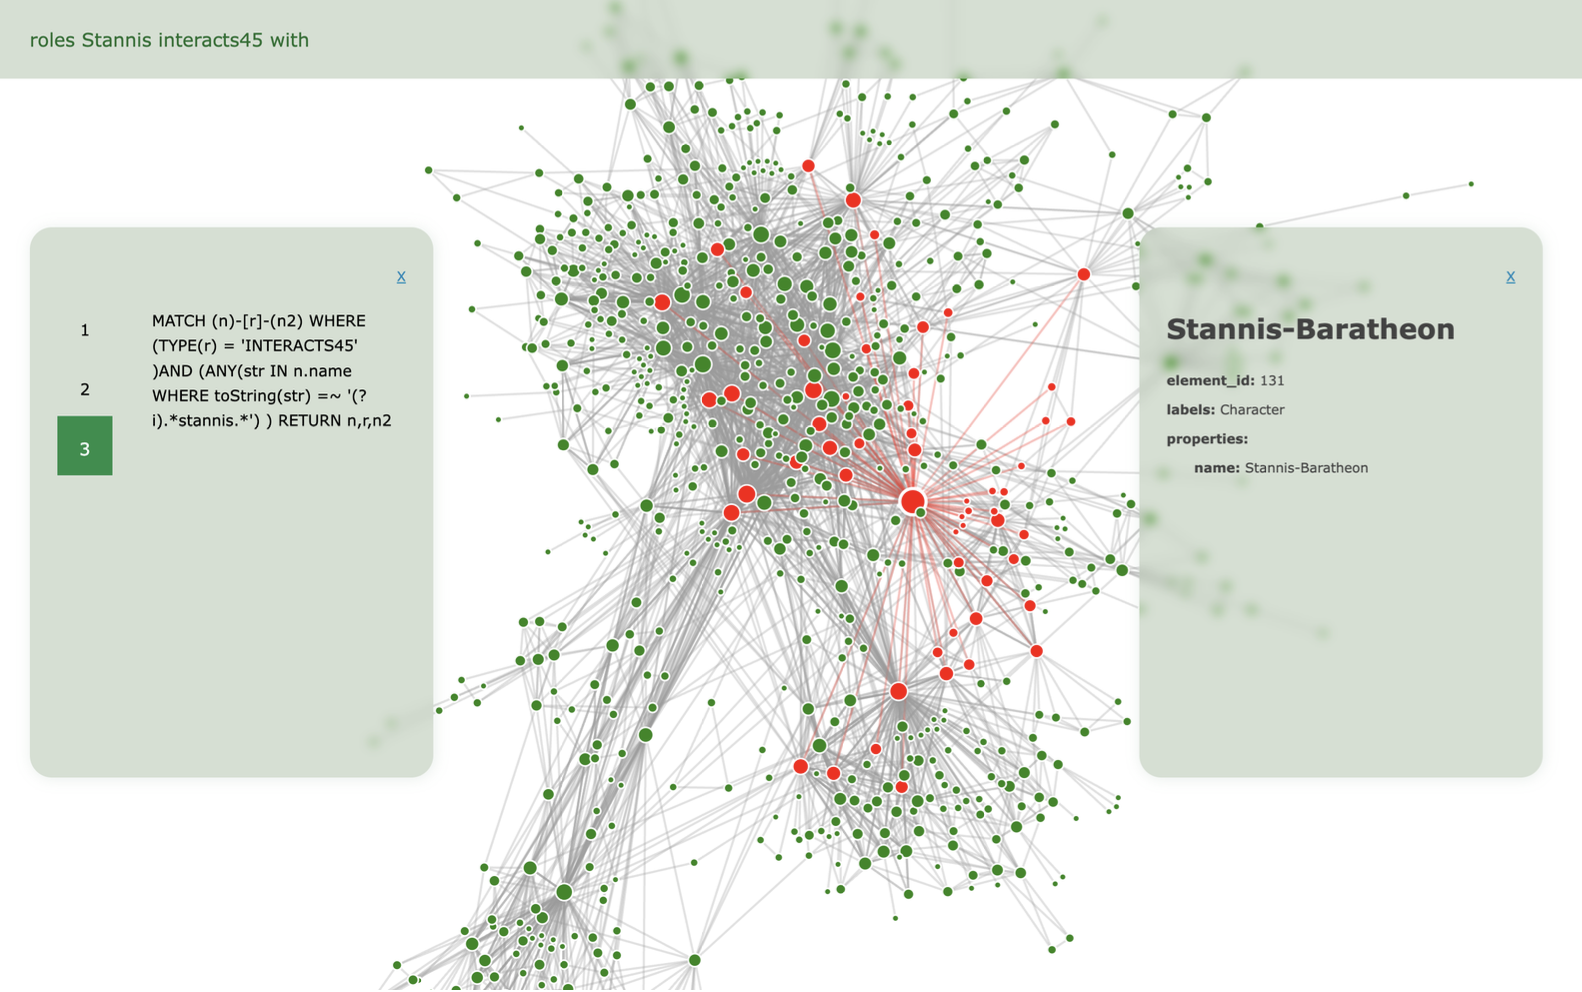 roles Stannis interacts45 with
x
1
2
3
MATCH (n)-[r]-(n2) WHERE
(TYPE(r) = 'INTERACTS45'
)AND (ANY(str IN n.name
WHERE toString(str) =~ '(?
i).*stannis.*') ) RETURN n,r,n2
x
Stannis-Baratheon
element_id: 131
labels: Character
properties:
name: Stannis-Baratheon